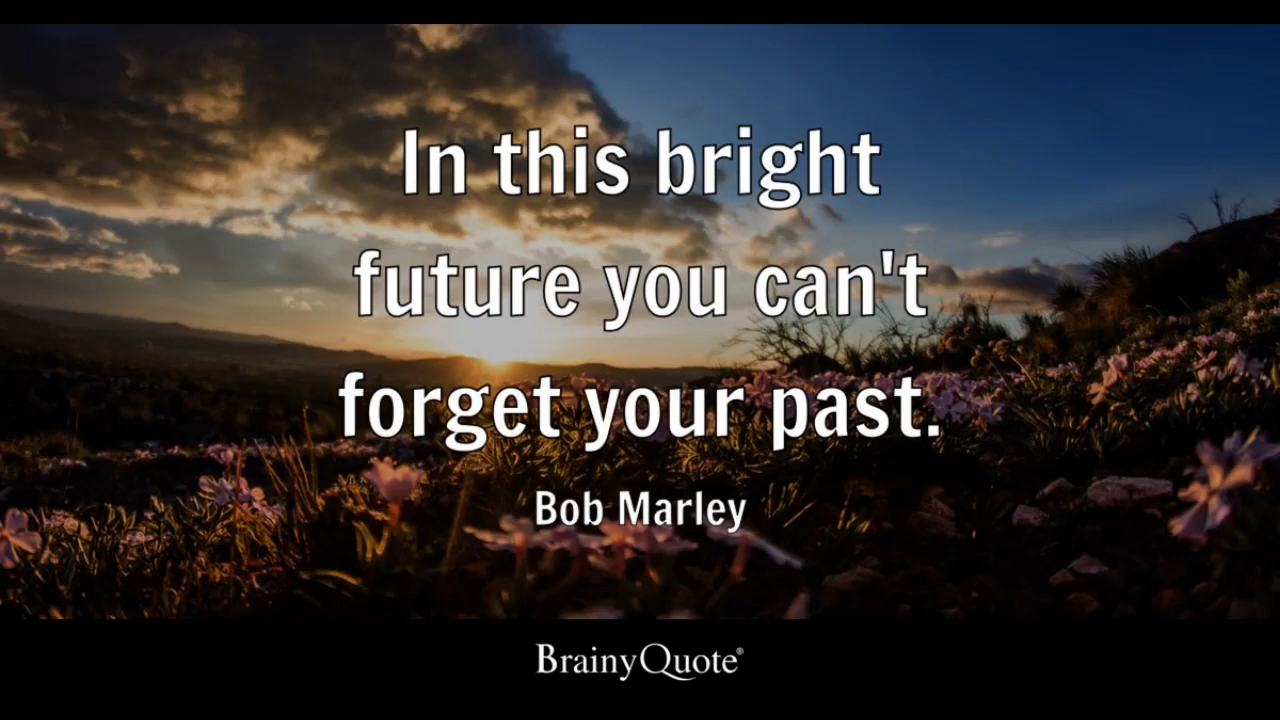 In this bright
future you can't
forget your past.
Bob Marley
BrainyQuote®